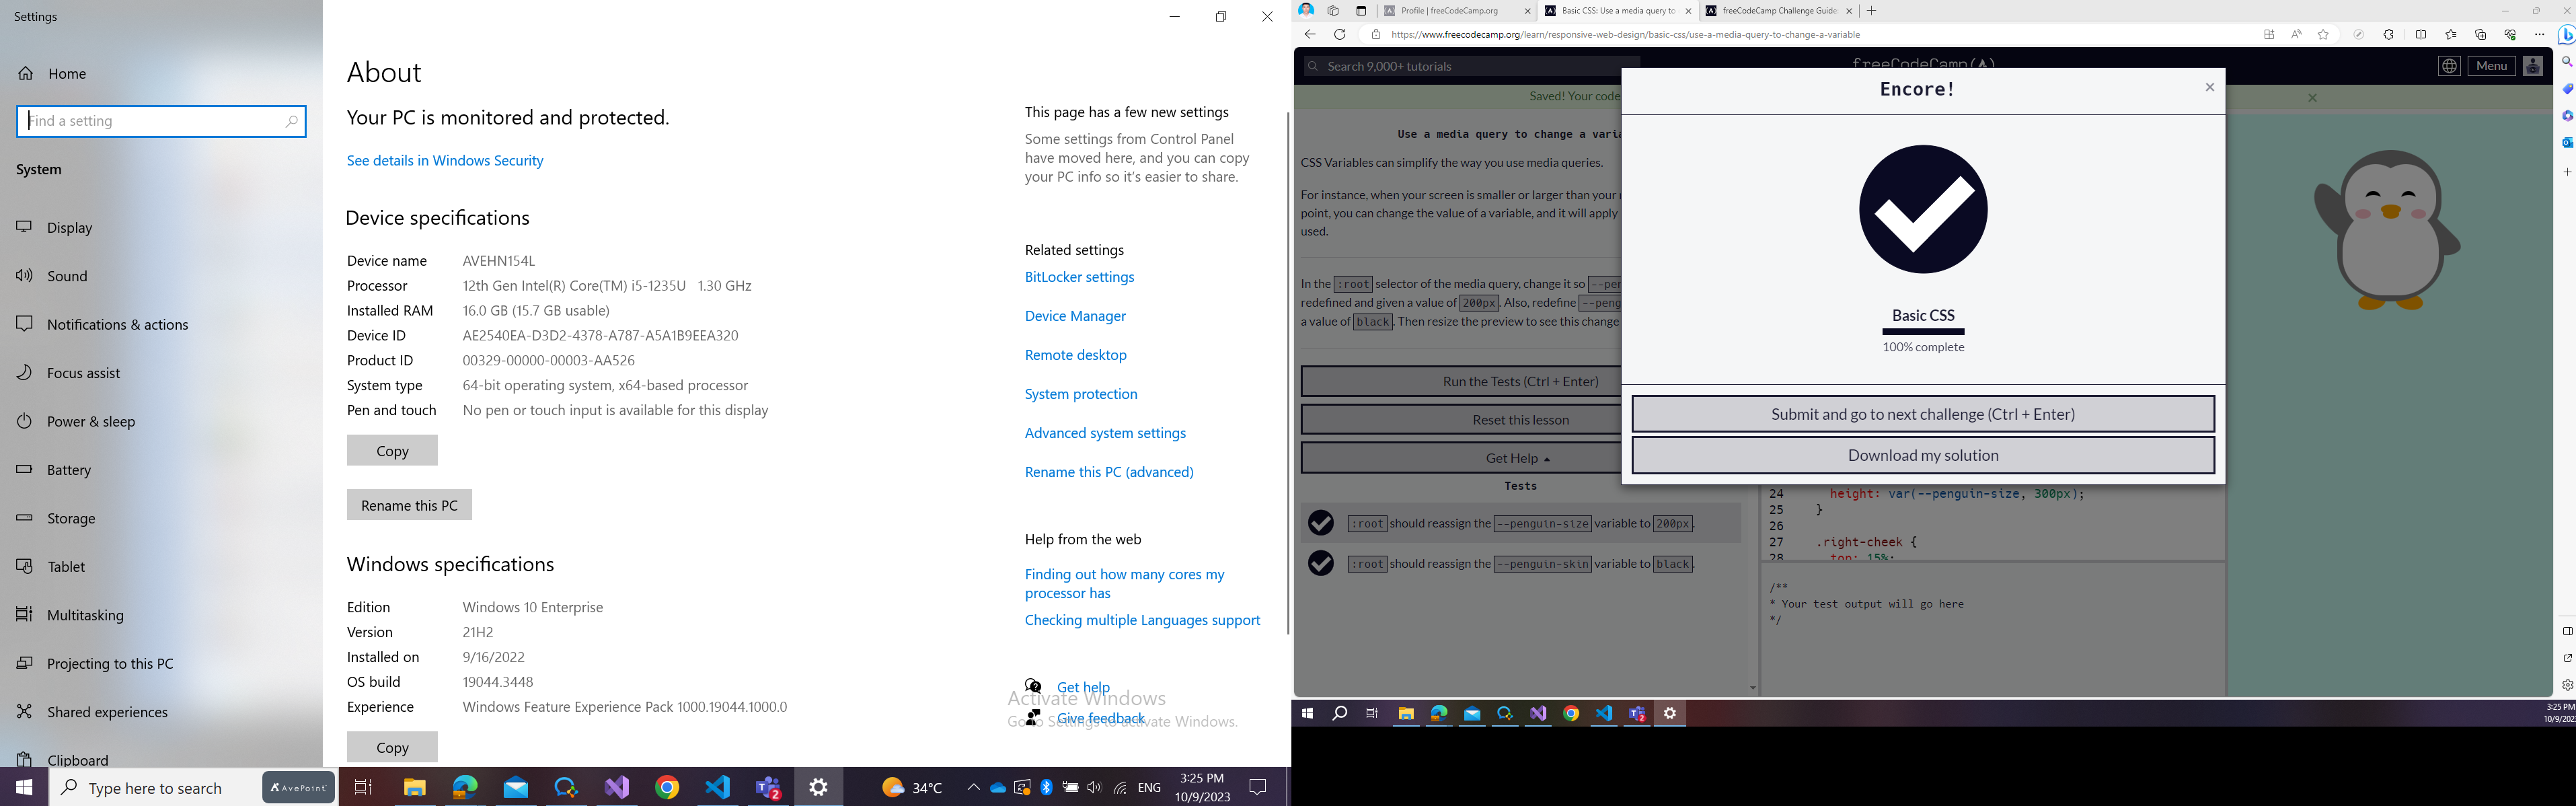 Settings
Home
Find a setting
System
Display
Sound
Notifications & actions
Focus assist
Power & sleep
Battery
Storage
Tablet
Multitasking
Projecting to this PC
Shared experiences
Clipboard
About
Your PC is monitored and protected.
See details in Windows Security
Device specifications
Device name AVEHN154L
Processor 12th Gen Intel(R) Core(TM) i5-1235U 1.30 GHz
Installed RAM 16.0 GB (15.7 GB usable)
Device ID AE2540EA-D3D2-4378-A787-A5A1B9EEA320
Product ID 00329-00000-00003-AA526
System type 64-bit operating system, x64-based processor
Pen and touch No pen or touch input is available for this display
Copy
Rename this PC
Windows specifications
Edition Windows 10 Enterprise
Version 21H2
Installed on 9/16/2022
OS build 19044.3448
Experience Windows Feature Experience Pack 1000.19044.1000.0
Copy
This page has a few new settings
Some settings from Control Panel
have moved here, and you can copy
your PC info so it's easier to share.
Related settings
BitLocker settings
Device Manager
Remote desktop
System protection
Advanced system settings
Rename this PC (advanced)
Help from the web
Finding out how many cores my
processor has
Checking multiple Languages support
Get help
Give feedback
Activate Windows
Go to Settings to activate Windows.
Type here to search
AvePoint
34°C
ENG
3:25 PM
10/9/2023
Profile | freeCodeCamp.org
Basic CSS: Use a media query to
freeCodeCamp Challenge Guide:
https://www.freecodecamp.org/learn/responsive-web-design/basic-css/use-a-media-query-to-change-a-variable
Search 9,000+ tutorials
freeCodeCamp(
Menu
Saved! Your code
Use a media query to change a varia
CSS Variables can simplify the way you use media queries.
For instance, when your screen is smaller or larger than your
point, you can change the value of a variable, and it will apply
used.
In the :root selector of the media query, change it so --pen
redefined and given a value of 200px. Also, redefine --peng
a value of black. Then resize the preview to see this change
Run the Tests (Ctrl + Enter)
Reset this lesson
Get Help
Tests
:root should reassign the --penguin-size variable to 200px.
:root should reassign the --penguin-skin variable to black.
Encore!
Basic CSS
100% complete
Submit and go to next challenge (Ctrl + Enter)
Download my solution
24 height: var(--penguin-size, 300px);
25 }
26
27 .right-cheek {
28 top: 15%;
/**
* Your test output will go here
*/
3:25 PM
10/9/202